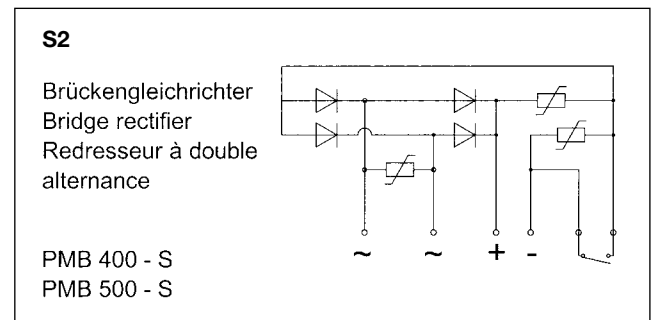 S2
Brückengleichrichter
Bridge rectifier
Redresseur à double
alternance
~ ~ + -
PMB 400 - S
PMB 500 - S